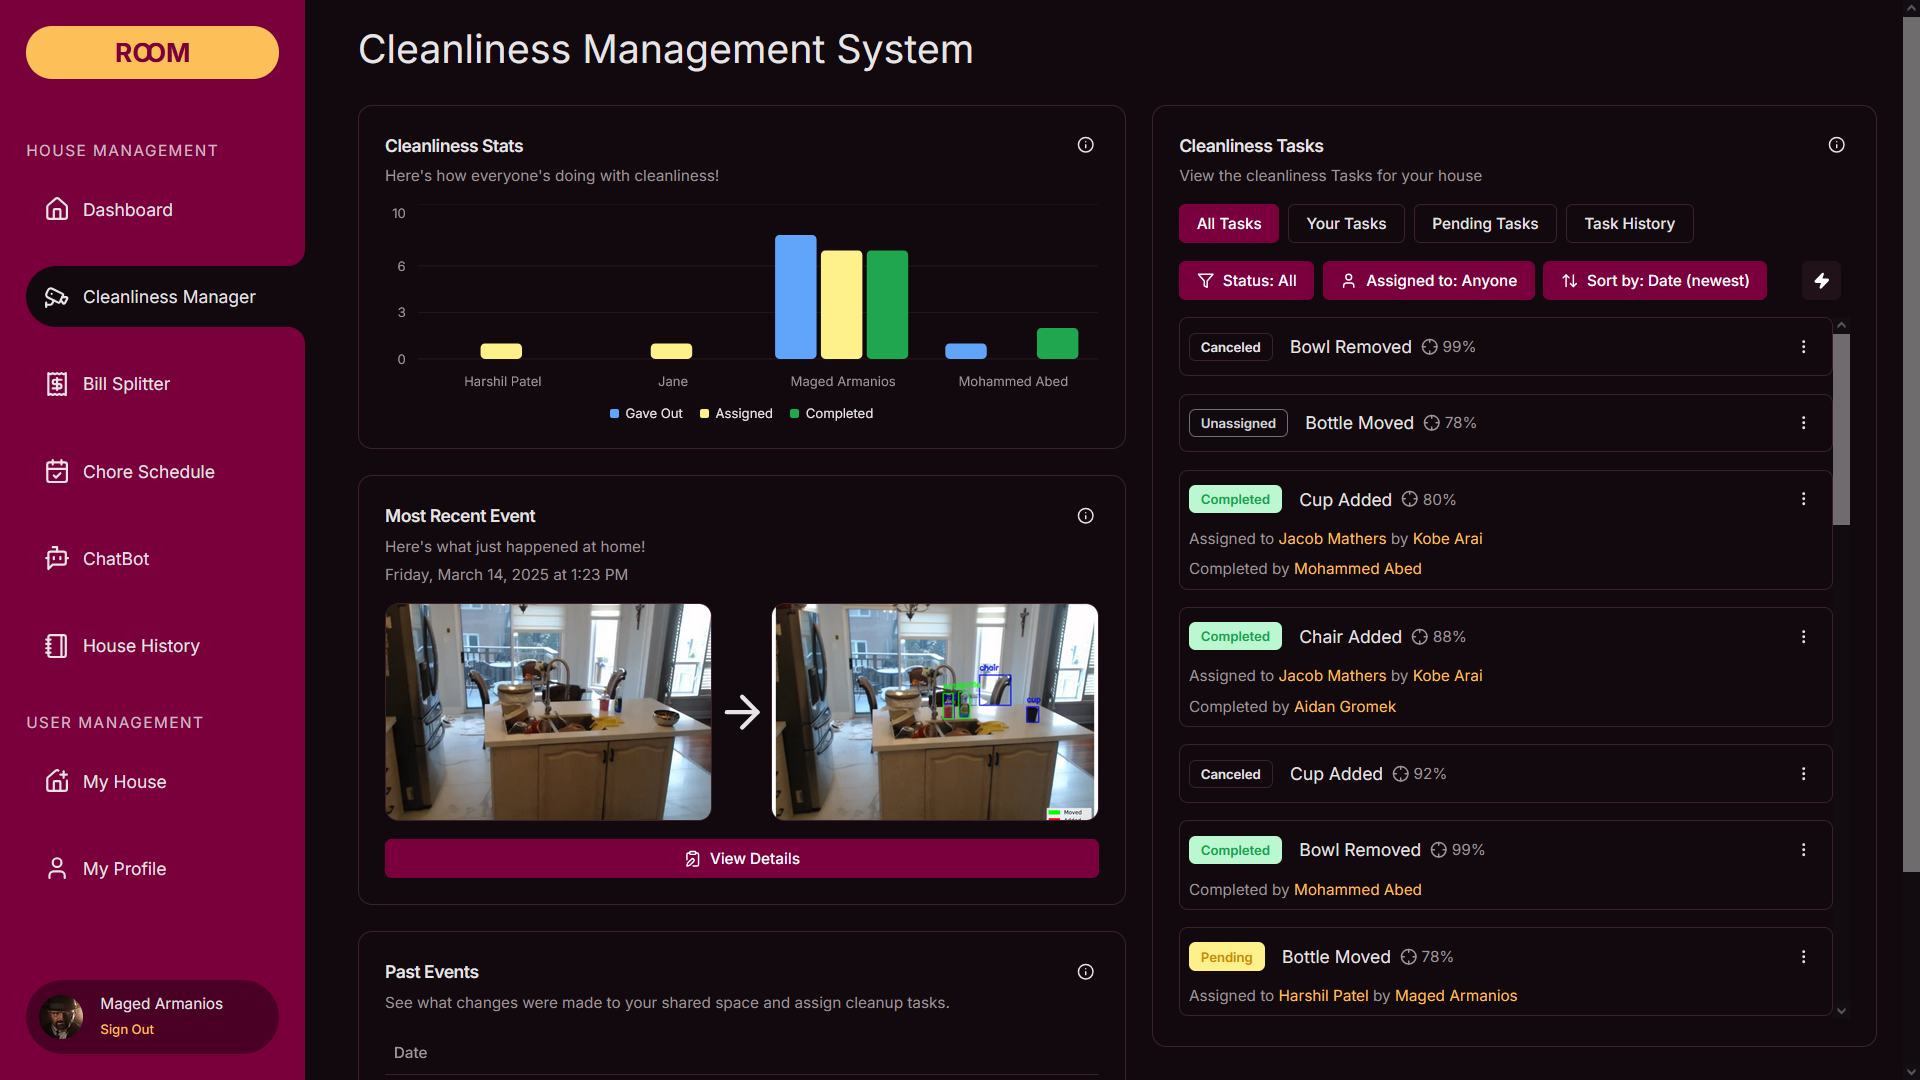 ROOM
HOUSE MANAGEMENT
Dashboard
Cleanliness Manager
Bill Splitter
Chore Schedule
ChatBot
House History
USER MANAGEMENT
My House
My Profile
Maged Armanios
Sign Out
Cleanliness Management System
Cleanliness Stats
Here's how everyone's doing with cleanliness!
10
6
3
0
Harshil Patel
Jane
Maged Armanios
Mohammed Abed
Gave Out
Assigned
Completed
Most Recent Event
Here's what just happened at home!
Friday, March 14, 2025 at 1:23 PM
chair
cup
Moved
View Details
Past Events
See what changes were made to your shared space and assign cleanup tasks.
Date
Cleanliness Tasks
View the cleanliness Tasks for your house
All Tasks
Your Tasks
Pending Tasks
Task History
Status: All
Assigned to: Anyone
Sort by: Date (newest)
Canceled Bowl Removed 99%
Unassigned Bottle Moved 78%
Completed Cup Added 80%
Assigned to Jacob Mathers by Kobe Arai
Completed by Mohammed Abed
Completed Chair Added 88%
Assigned to Jacob Mathers by Kobe Arai
Completed by Aidan Gromek
Canceled Cup Added 92%
Completed Bowl Removed 99%
Completed by Mohammed Abed
Pending Bottle Moved 78%
Assigned to Harshil Patel by Maged Armanios